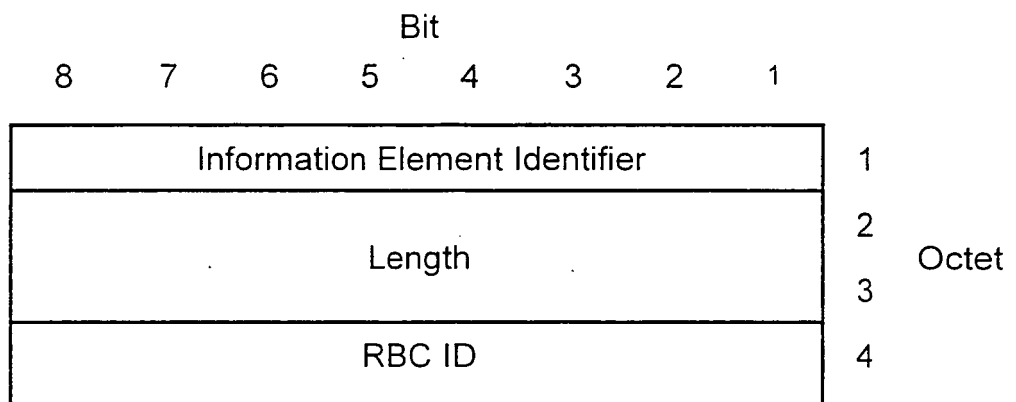 Bit
8 7 6 5 4 3 2 1
Information Element Identifier 1
2
Length Octet
3
RBC ID 4